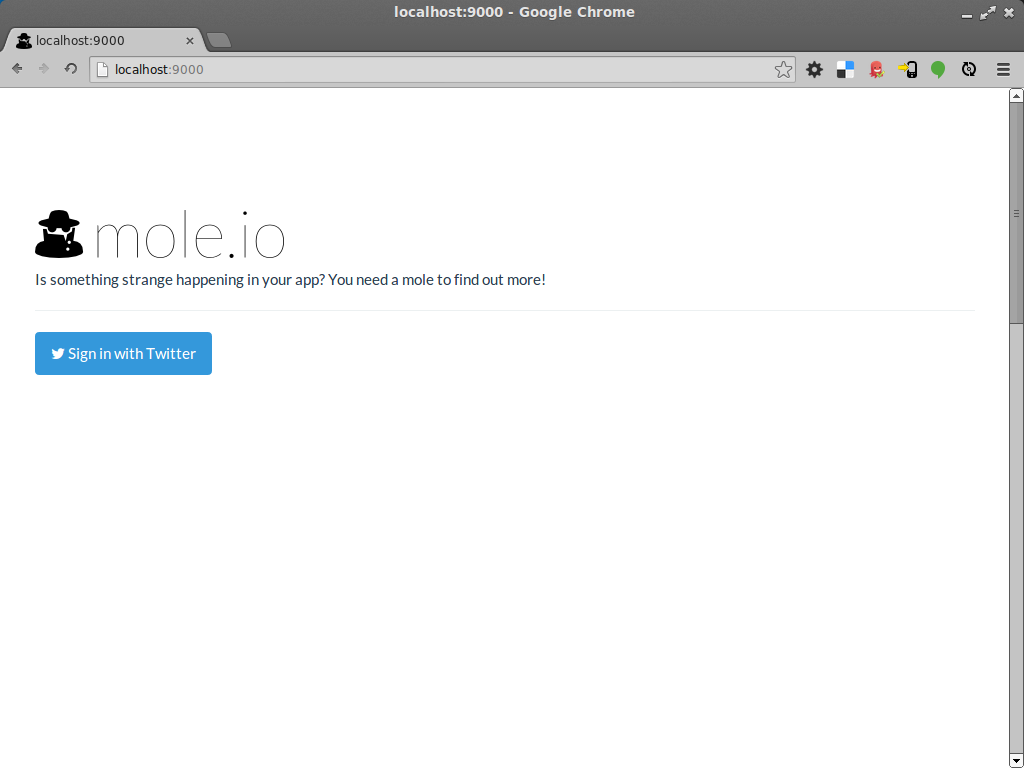 localhost:9000 - Google Chrome
localhost:9000
localhost:9000
mole.io
Is something strange happening in your app? You need a mole to find out more!
Sign in with Twitter